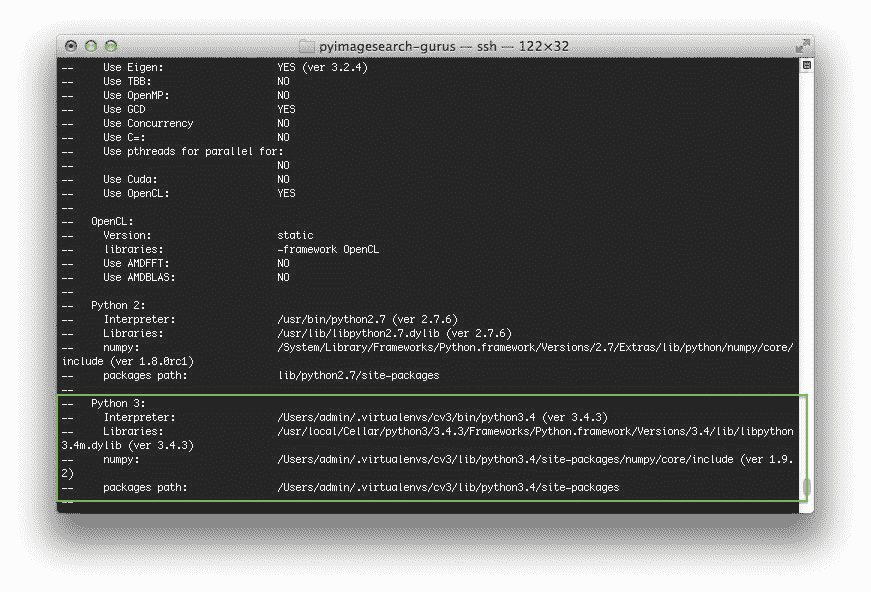 pyimagesearch-gurus — ssh — 122×32
--     Use Eigen:                   YES (ver 3.2.4)
--     Use TBB:                     NO
--     Use OpenMP:                  NO
--     Use GCD                      YES
--     Use Concurrency              NO
--     Use C=:                      NO
--     Use pthreads for parallel for:
--                                  NO
--     Use Cuda:                    NO
--     Use OpenCL:                  YES
--
--   OpenCL:
--     Version:                     static
--     libraries:                   -framework OpenCL
--     Use AMDFFT:                  NO
--     Use AMDBLAS:                 NO
--
--   Python 2:
--     Interpreter:                 /usr/bin/python2.7 (ver 2.7.6)
--     Libraries:                   /usr/lib/libpython2.7.dylib (ver 2.7.6)
--     numpy:                       /System/Library/Frameworks/Python.framework/Versions/2.7/Extras/lib/python/numpy/core/
include (ver 1.8.0rc1)
--     packages path:               lib/python2.7/site-packages
--
--   Python 3:
--     Interpreter:                 /Users/admin/.virtualenvs/cv3/bin/python3.4 (ver 3.4.3)
--     Libraries:                   /usr/local/Cellar/python3/3.4.3/Frameworks/Python.framework/Versions/3.4/lib/libpython
3.4m.dylib (ver 3.4.3)
--     numpy:                       /Users/admin/.virtualenvs/cv3/lib/python3.4/site-packages/numpy/core/include (ver 1.9.
2)
--     packages path:               /Users/admin/.virtualenvs/cv3/lib/python3.4/site-packages
--